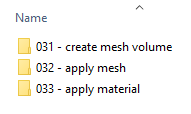 Name
031 - create mesh volume
032 - apply mesh
033 - apply material